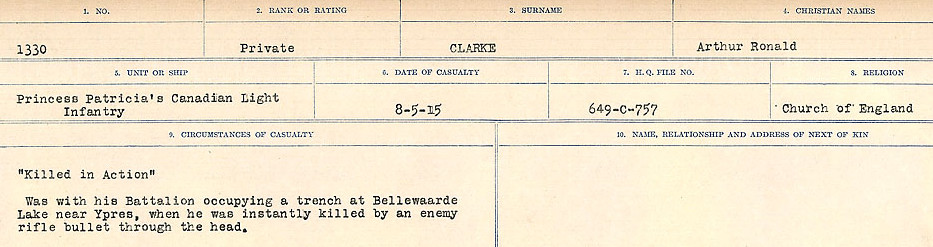 1. NO. 2. RANK OR RATING 3. SURNAME 4. CHRISTIAN NAMES
1330 Private CLARKE Arthur Ronald
5. UNIT OR SHIP 6. DATE OF CASUALTY 7. H.Q. FILE NO. 8. RELIGION
Princess Patricia's Canadian Light
Infantry 8-5-15 649-C-757 Church of England
9. CIRCUMSTANCES OF CASUALTY 10. NAME, RELATIONSHIP AND ADDRESS OF NEXT OF KIN
"Killed in Action"
Was with his Battalion occupying a trench at Bellewaarde
Lake near Ypres, when he was instantly killed by an enemy
rifle bullet through the head.